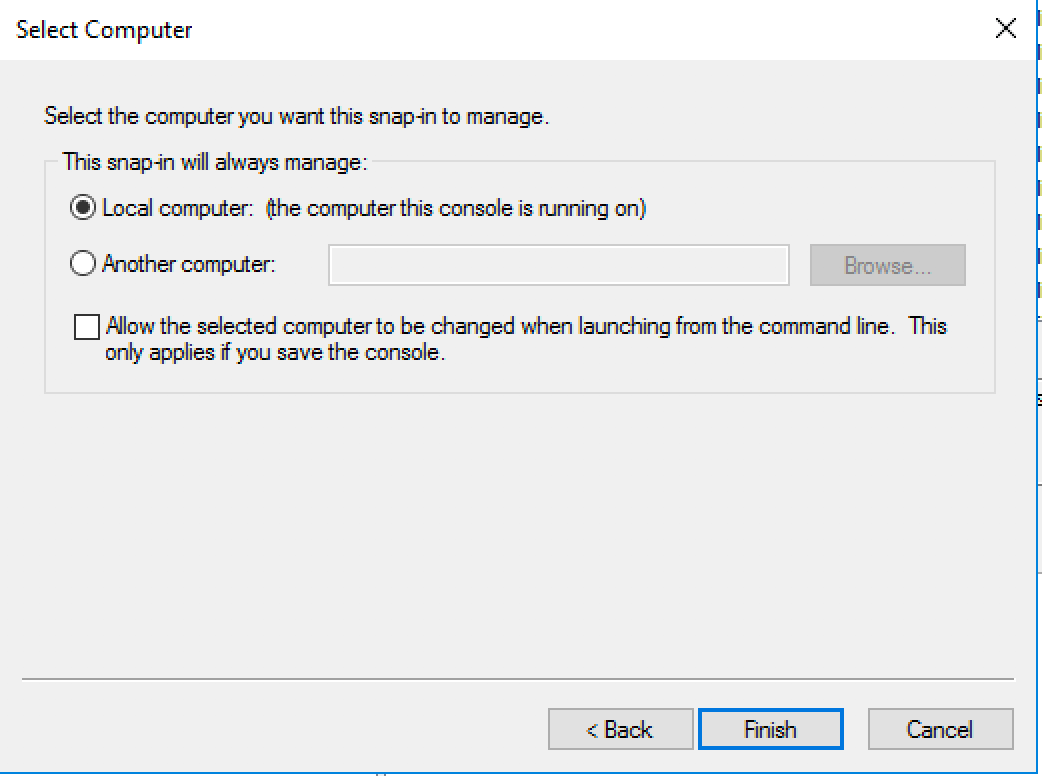 Select Computer
Select the computer you want this snap-in to manage.
This snap-in will always manage:
Local computer:  (the computer this console is running on)
Another computer:
Browse...
Allow the selected computer to be changed when launching from the command line.  This
only applies if you save the console.
< Back
Finish
Cancel